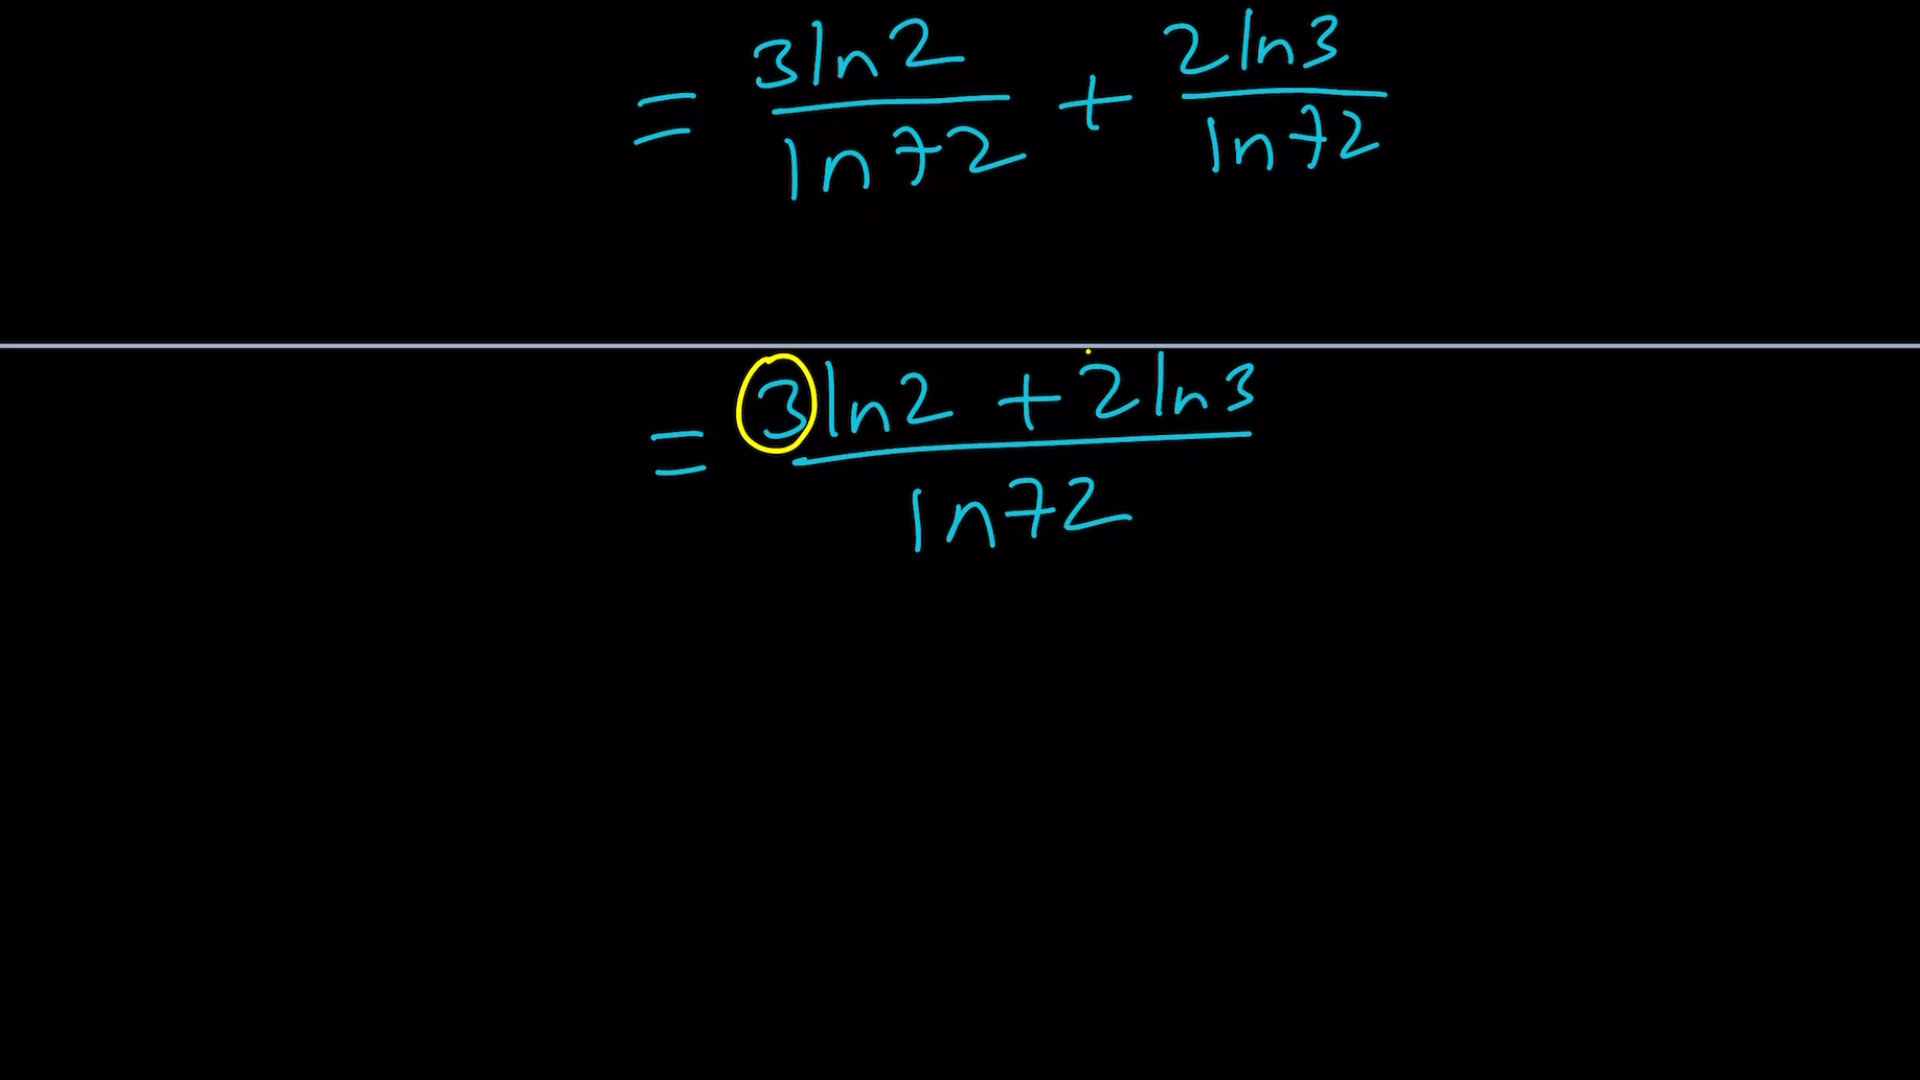 = 3ln2/ln72 + 2ln3/ln72
= (3ln2 + 2ln3)/ln72